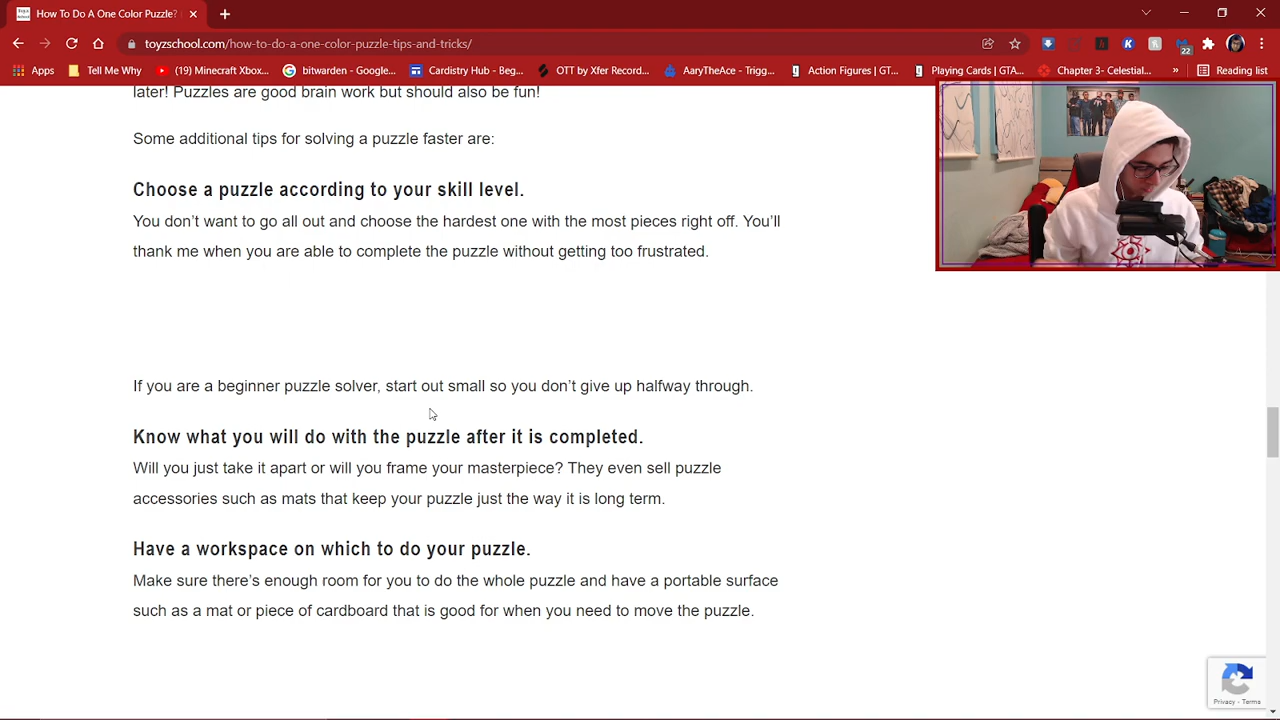 How To Do A One Color Puzzle?
toyzschool.com/how-to-do-a-one-color-puzzle-tips-and-tricks/
Apps
Tell Me Why
(19) Minecraft Xbox...
bitwarden - Google...
Cardistry Hub - Beg...
OTT by Xfer Record...
AaryTheAce - Trigg...
Action Figures | GT...
Playing Cards | GTA...
Chapter 3- Celestial...
»
Reading list
22
later! Puzzles are good brain work but should also be fun!
Some additional tips for solving a puzzle faster are:
Choose a puzzle according to your skill level.
You don’t want to go all out and choose the hardest one with the most pieces right off. You’ll
thank me when you are able to complete the puzzle without getting too frustrated.
If you are a beginner puzzle solver, start out small so you don’t give up halfway through.
Know what you will do with the puzzle after it is completed.
Will you just take it apart or will you frame your masterpiece? They even sell puzzle
accessories such as mats that keep your puzzle just the way it is long term.
Have a workspace on which to do your puzzle.
Make sure there’s enough room for you to do the whole puzzle and have a portable surface
such as a mat or piece of cardboard that is good for when you need to move the puzzle.
Privacy - Terms